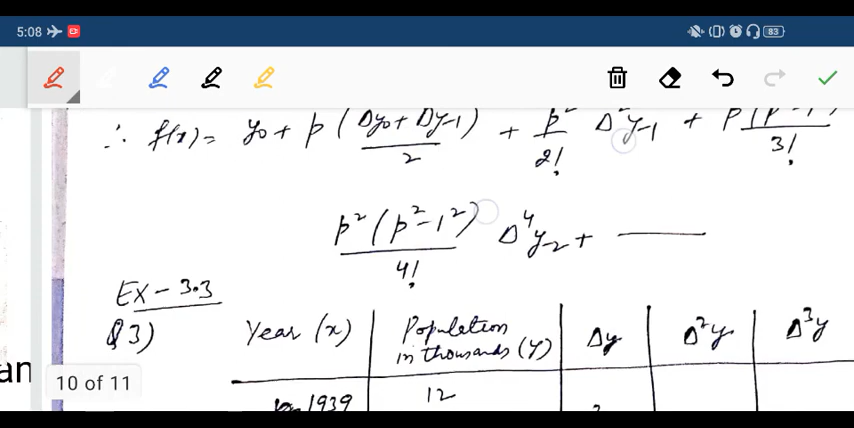 5:08 83
∴ f(x) = y0 + p (Δy0 + Δy-1)/2 + p²/2! Δ²y-1 + p(p²-1²)/3!
p²(p²-1²)/4! Δ⁴y-2 + ———
EX - 3.3
Q3) Year (x) Population in thousands (y) Δy Δ²y Δ³y
an
10 of 11
1939 12